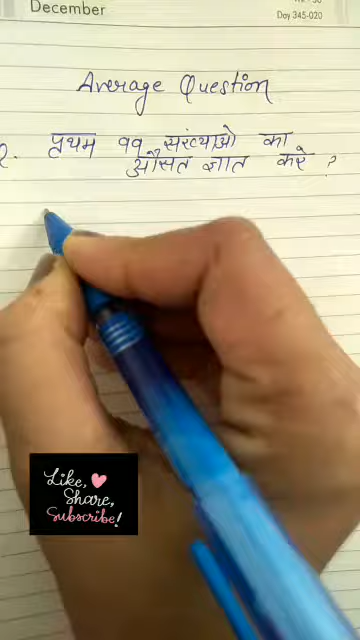 December
Day 345-020
Average Question
प्रथम 99 संख्याओ का
औसत ज्ञात करे ?
Like,
Share,
Subscribe!